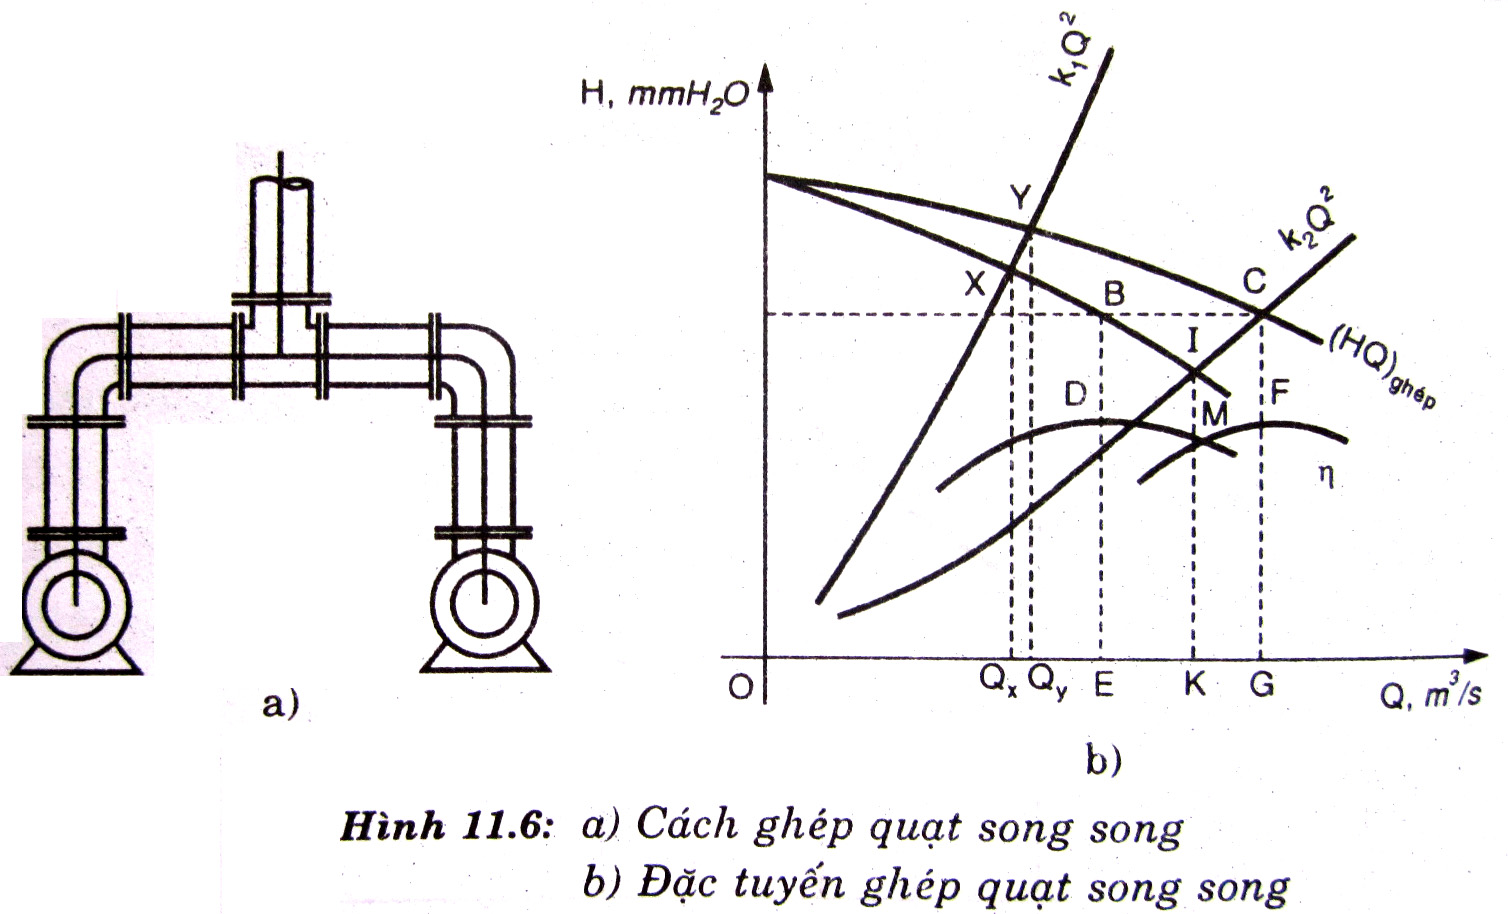 k₁Q²
H, mmH₂O
Y
k₂Q²
X
B
C
I
(HQ)ghép
D
M
F
η
O
Qx
Qy
E
K
G
Q, m³/s
a)
b)
Hình 11.6: a) Cách ghép quạt song song
b) Đặc tuyến ghép quạt song song